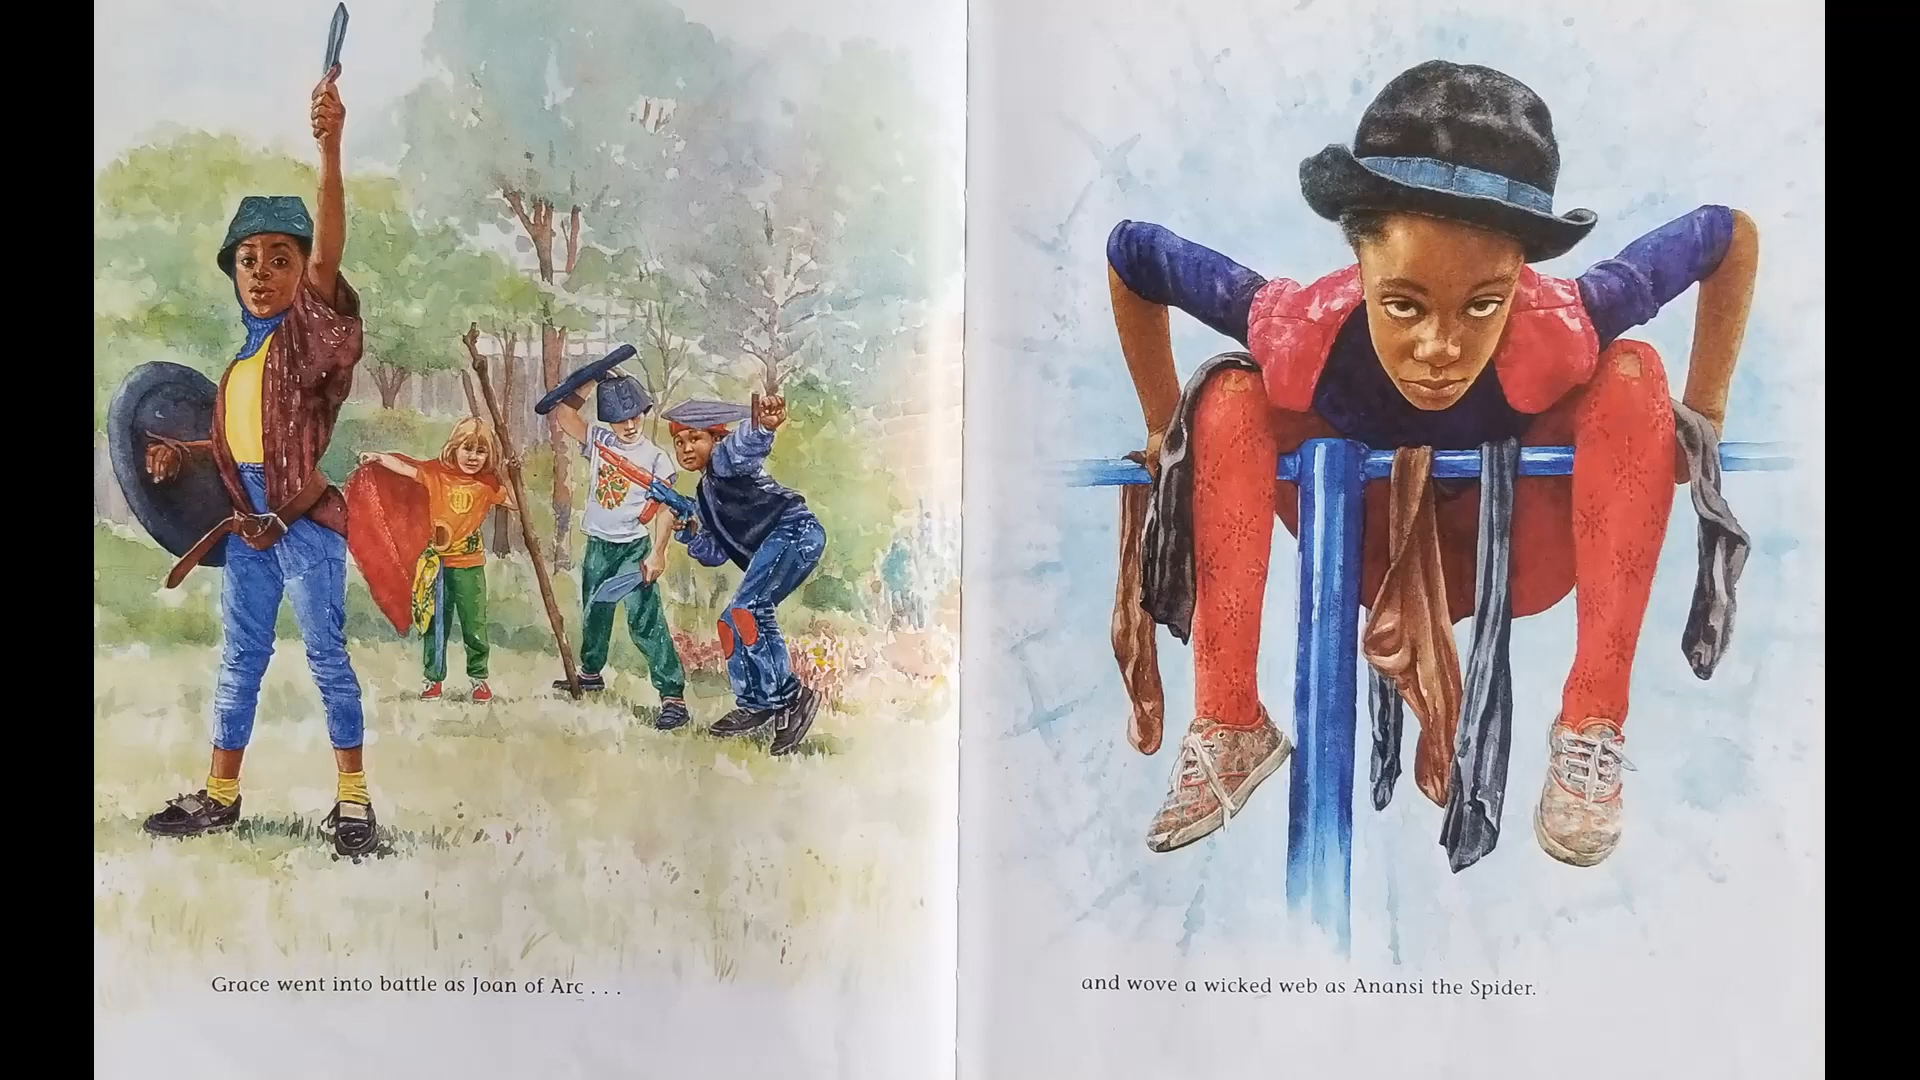 Grace went into battle as Joan of Arc . . .
and wove a wicked web as Anansi the Spider.